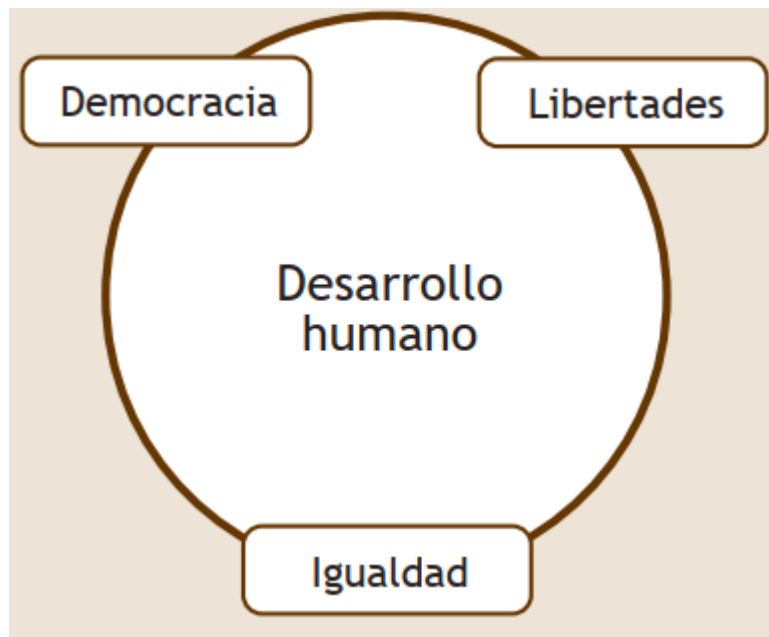 Democracia
Libertades
Desarrollo
humano
Igualdad